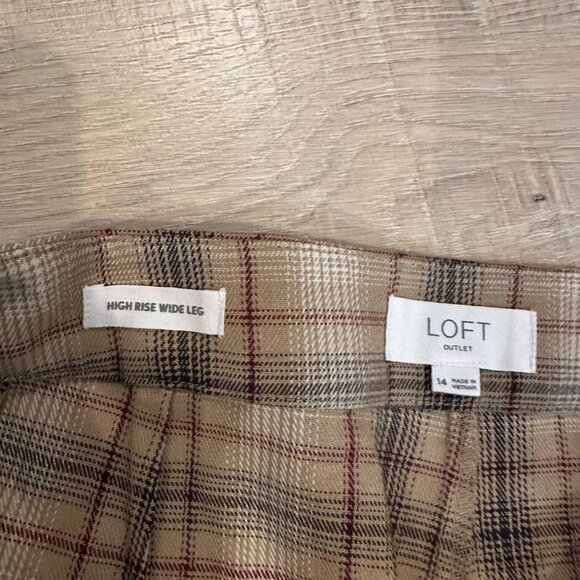 HIGH RISE WIDE LEG
LOFT
OUTLET
14
MADE IN
VIETNAM